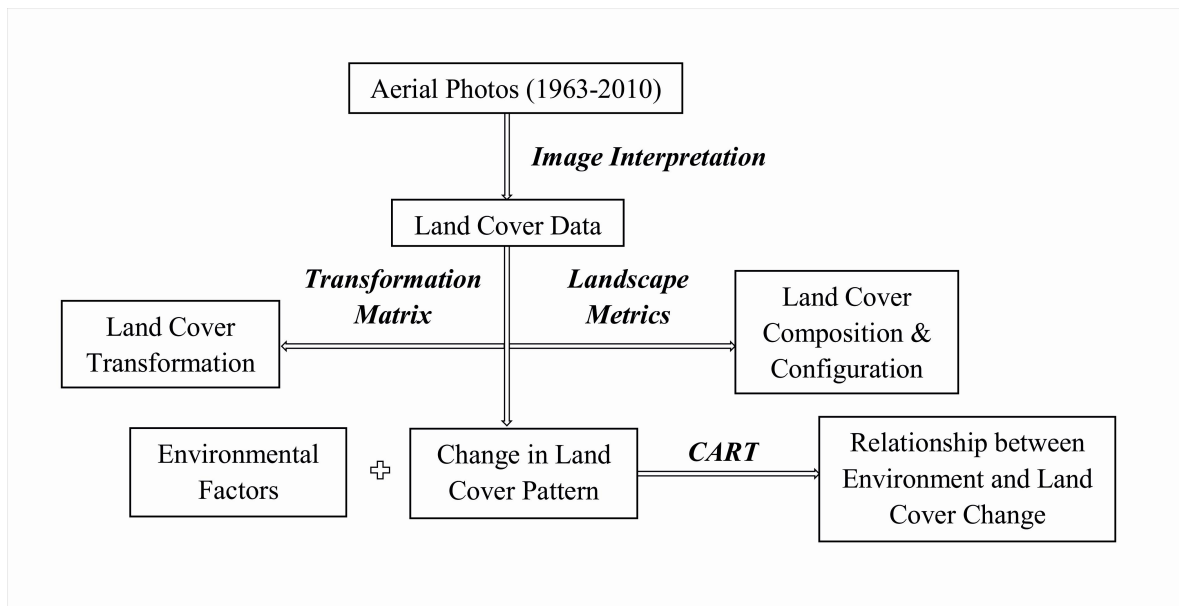 Aerial Photos (1963-2010)
Image Interpretation
Land Cover Data
Transformation
Matrix
Landscape
Metrics
Land Cover
Transformation
Land Cover
Composition &
Configuration
Environmental
Factors
Change in Land
Cover Pattern
CART
Relationship between
Environment and Land
Cover Change